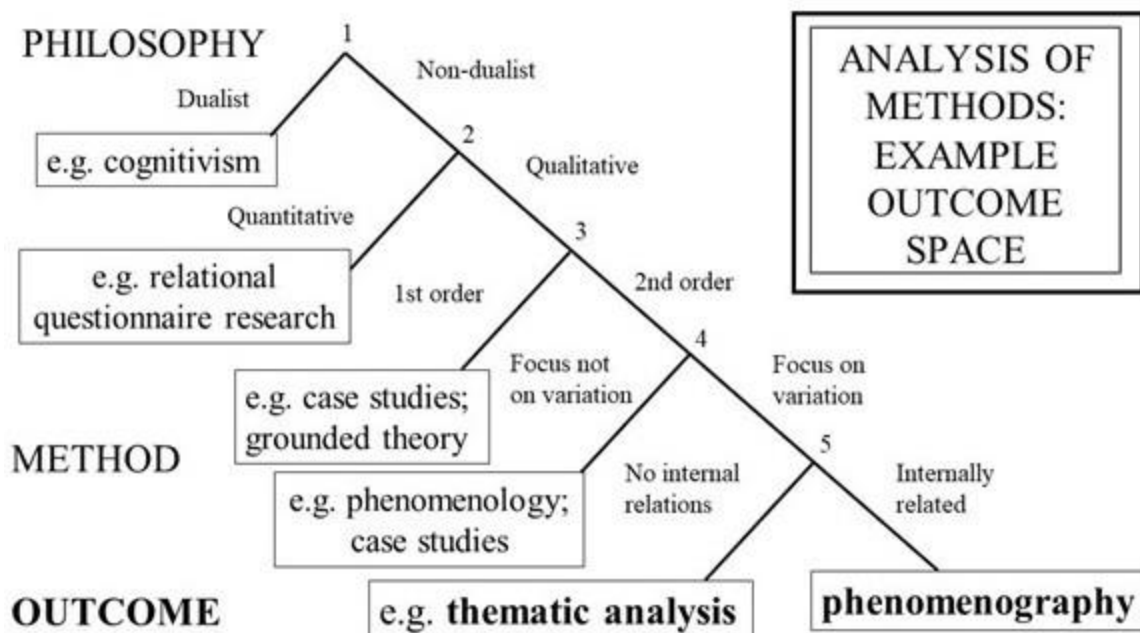 PHILOSOPHY
1
Non-dualist
Dualist
e.g. cognitivism
2
Qualitative
Quantitative
e.g. relational
questionnaire research
3
1st order
2nd order
e.g. case studies;
grounded theory
METHOD
4
Focus not
on variation
Focus on
variation
e.g. phenomenology;
case studies
5
No internal
relations
Internally
related
OUTCOME
e.g. thematic analysis
phenomenography
ANALYSIS OF
METHODS:
EXAMPLE
OUTCOME
SPACE